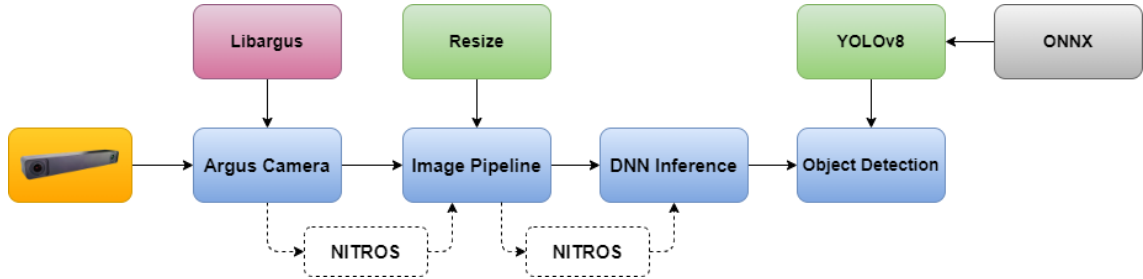 Libargus
Resize
YOLOv8
ONNX
Argus Camera
Image Pipeline
DNN Inference
Object Detection
NITROS
NITROS